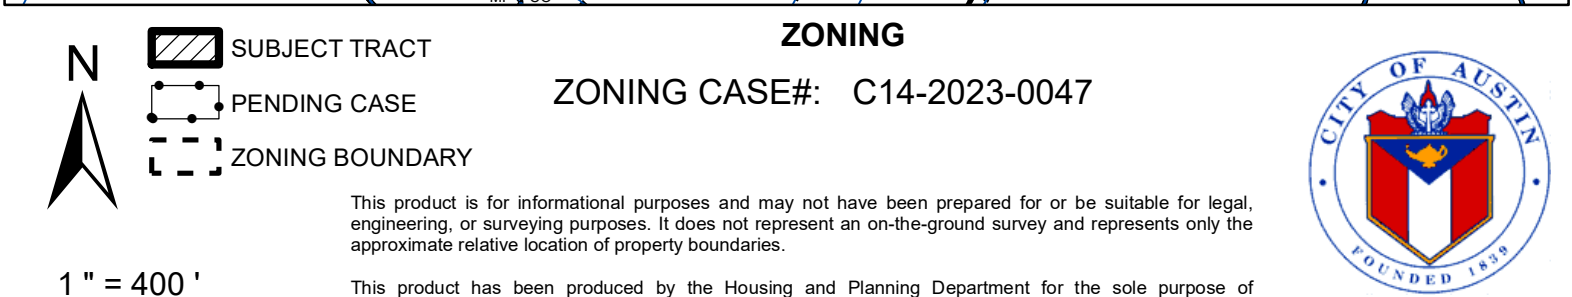 ZONING
N
SUBJECT TRACT
ZONING CASE#: C14-2023-0047
PENDING CASE
ZONING BOUNDARY
This product is for informational purposes and may not have been prepared for or be suitable for legal,
engineering, or surveying purposes. It does not represent an on-the-ground survey and represents only the
approximate relative location of property boundaries.
1 " = 400 '
This product has been produced by the Housing and Planning Department for the sole purpose of
CITY OF AUSTIN
FOUNDED 1839